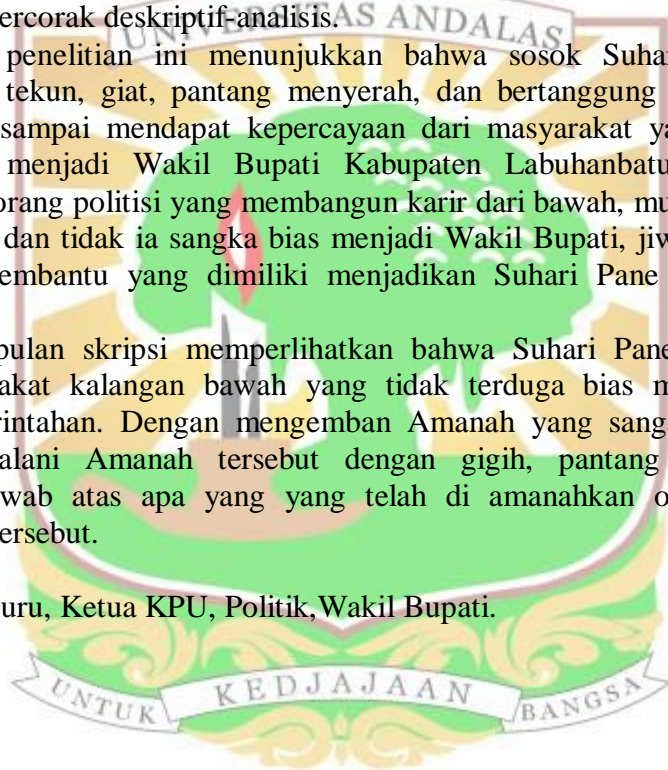 ercorak deskriptif-analisis.
UNIVERSITAS ANDALAS
penelitian ini menunjukkan bahwa sosok Suhar
tekun, giat, pantang menyerah, dan bertanggung
sampai mendapat kepercayaan dari masyarakat ya
menjadi Wakil Bupati Kabupaten Labuhanbatu
orang politisi yang membangun karir dari bawah, mu
dan tidak ia sangka bias menjadi Wakil Bupati, jiw
embantu yang dimiliki menjadikan Suhari Pane
pulan skripsi memperlihatkan bahwa Suhari Pane
akat kalangan bawah yang tidak terduga bias m
rintahan. Dengan mengemban Amanah yang sang
alani Amanah tersebut dengan gigih, pantang
wab atas apa yang yang telah di amanahkan o
ersebut.
uru, Ketua KPU, Politik,Wakil Bupati.
UNTUK KEDJAJAAN BANGSA